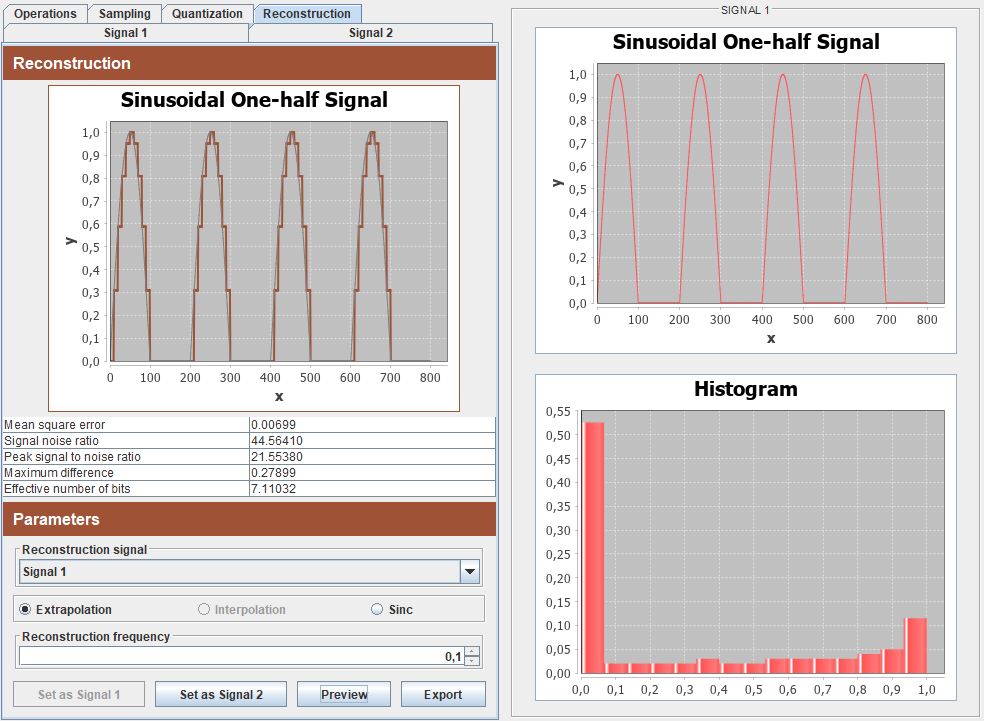 Operations Sampling Quantization Reconstruction
Signal 1 Signal 2
Reconstruction
Sinusoidal One-half Signal
1,0
0,9
0,8
0,7
0,6
0,5
0,4
0,3
0,2
0,1
0,0
y
0 100 200 300 400 500 600 700 800
x
Mean square error 0.00699
Signal noise ratio 44.56410
Peak signal to noise ratio 21.55380
Maximum difference 0.27899
Effective number of bits 7.11032
Parameters
Reconstruction signal
Signal 1
Extrapolation Interpolation Sinc
Reconstruction frequency
0,1
Set as Signal 1 Set as Signal 2 Preview Export
SIGNAL 1
Sinusoidal One-half Signal
1,0
0,9
0,8
0,7
0,6
0,5
0,4
0,3
0,2
0,1
0,0
y
0 100 200 300 400 500 600 700 800
x
Histogram
0,55
0,50
0,45
0,40
0,35
0,30
0,25
0,20
0,15
0,10
0,05
0,00
0,0 0,1 0,2 0,3 0,4 0,5 0,6 0,7 0,8 0,9 1,0